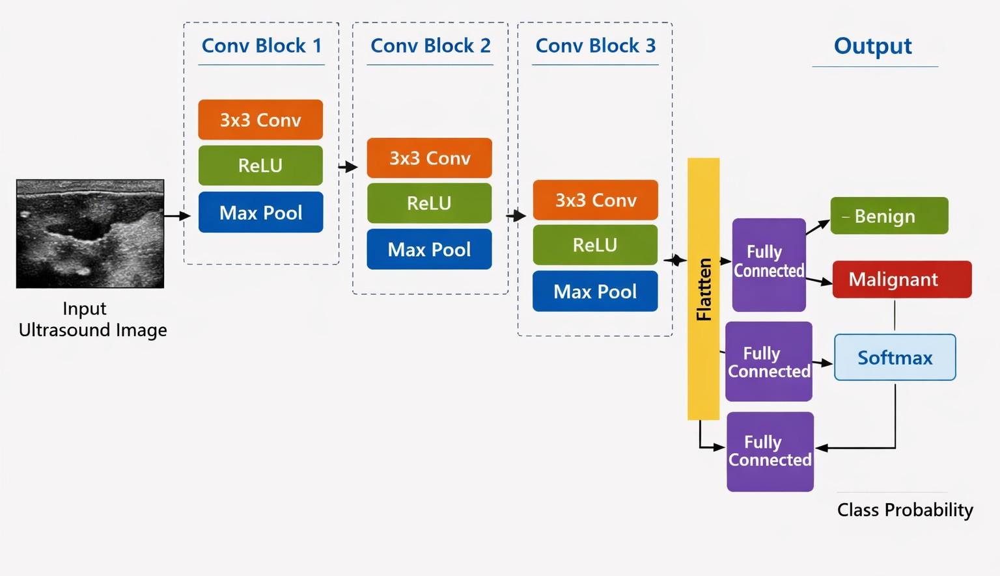 Conv Block 1
3x3 Conv
ReLU
Max Pool
Conv Block 2
3x3 Conv
ReLU
Max Pool
Conv Block 3
3x3 Conv
ReLU
Max Pool
Output
Input
Ultrasound Image
Flattten
Fully
Connected
Fully
Connected
Fully
Connected
– Benign
Malignant
Softmax
Class Probability